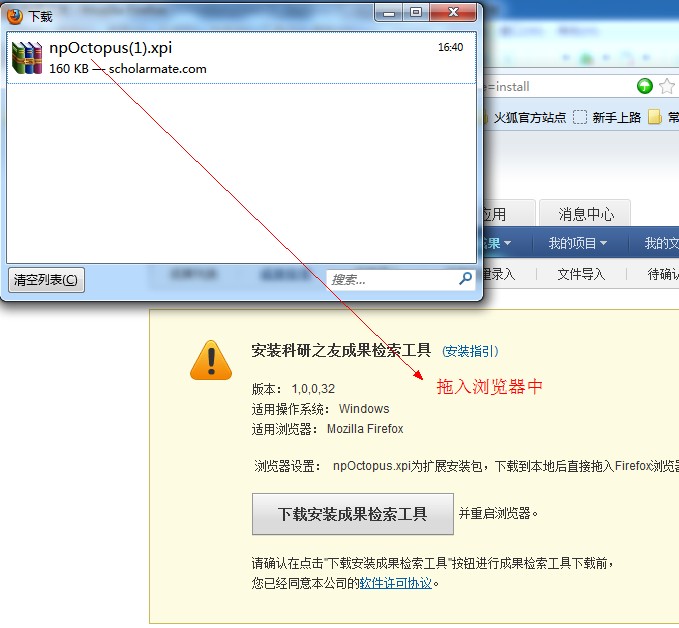 下载
npOctopus(1).xpi
16:40
160 KB — scholarmate.com
清空列表(C)
搜索...
=install
火狐官方站点
新手上路
常
应用
消息中心
成果
我的项目
我的文
录入
文件导入
待确认
安装科研之友成果检索工具 (安装指引)
拖入浏览器中
版本： 1,0,0,32
适用操作系统： Windows
适用浏览器： Mozilla Firefox
浏览器设置： npOctopus.xpi为扩展安装包，下载到本地后直接拖入Firefox浏览器
下载安装成果检索工具
并重启浏览器。
请确认在点击"下载安装成果检索工具"按钮进行成果检索工具下载前，
您已经同意本公司的软件许可协议。